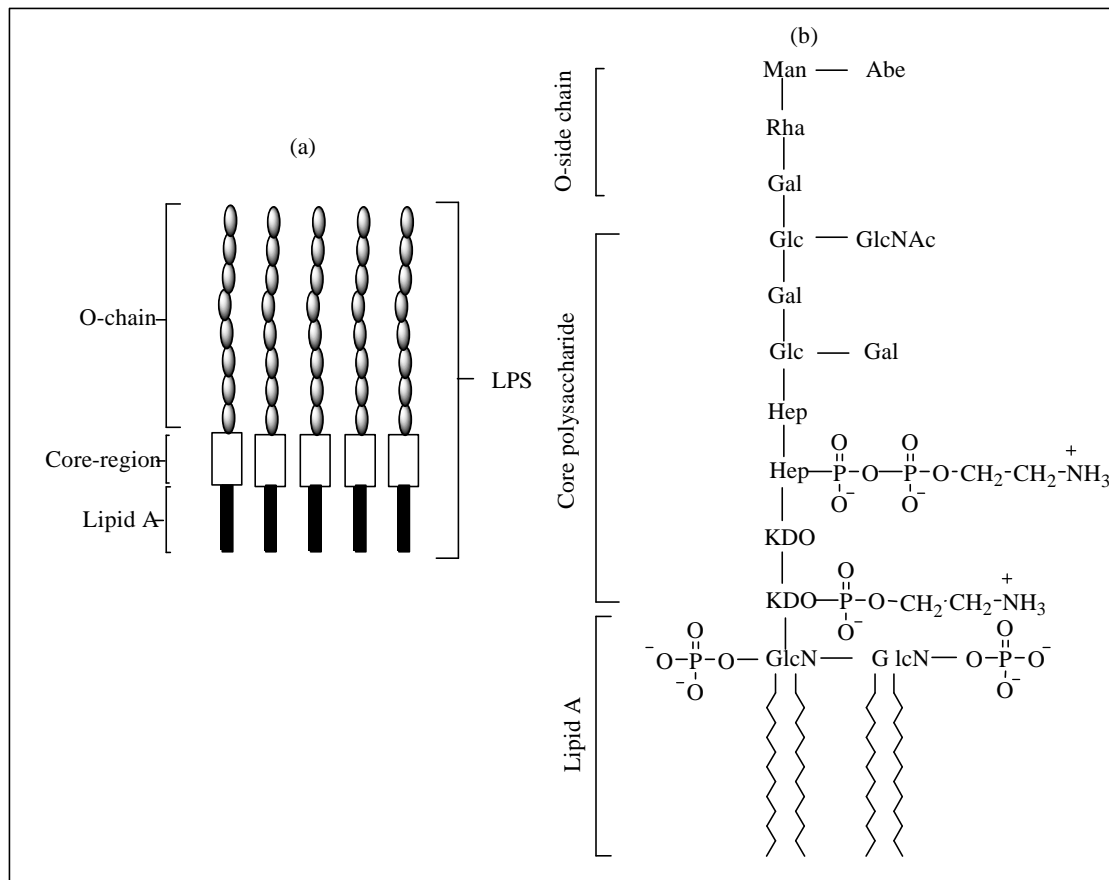 (a)
O-chain
Core-region
Lipid A
LPS
(b)
O-side chain
Core polysaccharide
Lipid A
Man — Abe
Rha
Gal
Glc — GlcNAc
Gal
Glc — Gal
Hep
O O +
Hep—P—O—P—O—CH2—CH2—NH3
O− O−
KDO
O +
KDO—P—O—CH2—CH2—NH3
O−
O O
−O—P—O—GlcN — G lcN — O—P—O−
−O O−